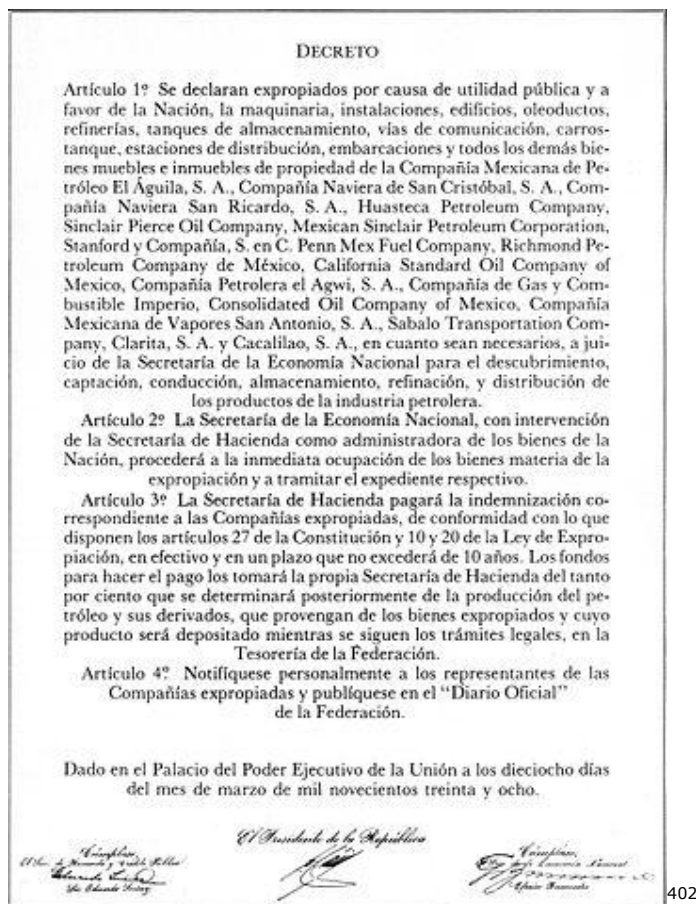 DECRETO
Artículo 1º Se declaran expropiados por causa de utilidad pública y a
favor de la Nación, la maquinaria, instalaciones, edificios, oleoductos,
refinerías, tanques de almacenamiento, vías de comunicación, carros-
tanque, estaciones de distribución, embarcaciones y todos los demás bie-
nes muebles e inmuebles de propiedad de la Compañía Mexicana de Pe-
tróleo El Águila, S. A., Compañía Naviera de San Cristóbal, S. A., Com-
pañía Naviera San Ricardo, S. A., Huasteca Petroleum Company,
Sinclair Pierce Oil Company, Mexican Sinclair Petroleum Corporation,
Stanford y Compañía, S. en C. Penn Mex Fuel Company, Richmond Pe-
troleum Company de México, California Standard Oil Company of
Mexico, Compañía Petrolera el Agwi, S. A., Compañía de Gas y Com-
bustible Imperio, Consolidated Oil Company of Mexico, Compañía
Mexicana de Vapores San Antonio, S. A., Sabalo Transportation Com-
pany, Clarita, S. A. y Cacalilao, S. A., en cuanto sean necesarios, a jui-
cio de la Secretaría de la Economía Nacional para el descubrimiento,
captación, conducción, almacenamiento, refinación, y distribución de
los productos de la industria petrolera.
Artículo 2º La Secretaría de la Economía Nacional, con intervención
de la Secretaría de Hacienda como administradora de los bienes de la
Nación, procederá a la inmediata ocupación de los bienes materia de la
expropiación y a tramitar el expediente respectivo.
Artículo 3º La Secretaría de Hacienda pagará la indemnización co-
rrespondiente a las Compañías expropiadas, de conformidad con lo que
disponen los artículos 27 de la Constitución y 10 y 20 de la Ley de Expro-
piación, en efectivo y en un plazo que no excederá de 10 años. Los fondos
para hacer el pago los tomará la propia Secretaría de Hacienda del tanto
por ciento que se determinará posteriormente de la producción del pe-
tróleo y sus derivados, que provengan de los bienes expropiados y cuyo
producto será depositado mientras se siguen los trámites legales, en la
Tesorería de la Federación.
Artículo 4º Notifíquese personalmente a los representantes de las
Compañías expropiadas y publíquese en el "Diario Oficial"
de la Federación.
Dado en el Palacio del Poder Ejecutivo de la Unión a los dieciocho días
del mes de marzo de mil novecientos treinta y ocho.
El Presidente de la República
Cúmplase,
Cúmplase,
402